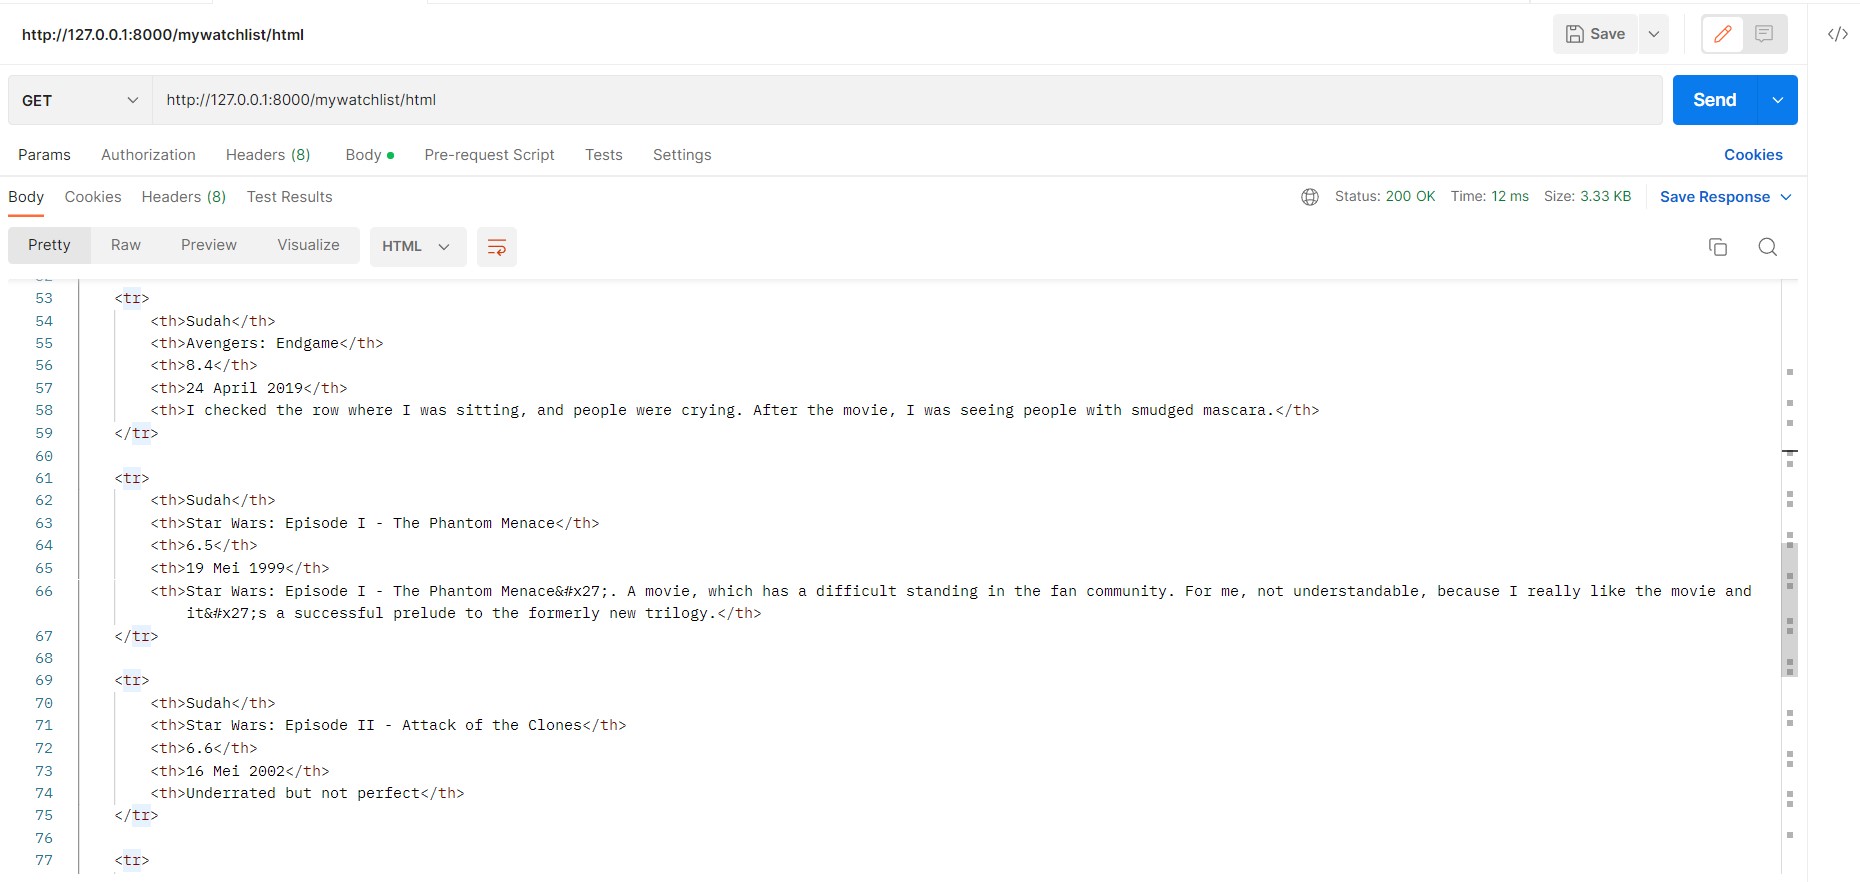 http://127.0.0.1:8000/mywatchlist/html
Save
</>
GET
http://127.0.0.1:8000/mywatchlist/html
Send
Params Authorization Headers (8) Body Pre-request Script Tests Settings Cookies
Body Cookies Headers (8) Test Results Status: 200 OK Time: 12 ms Size: 3.33 KB Save Response
Pretty Raw Preview Visualize HTML
53 <tr>
54 <th>Sudah</th>
55 <th>Avengers: Endgame</th>
56 <th>8.4</th>
57 <th>24 April 2019</th>
58 <th>I checked the row where I was sitting, and people were crying. After the movie, I was seeing people with smudged mascara.</th>
59 </tr>
60
61 <tr>
62 <th>Sudah</th>
63 <th>Star Wars: Episode I - The Phantom Menace</th>
64 <th>6.5</th>
65 <th>19 Mei 1999</th>
66 <th>Star Wars: Episode I - The Phantom Menace&#x27;. A movie, which has a difficult standing in the fan community. For me, not understandable, because I really like the movie and
it&#x27;s a successful prelude to the formerly new trilogy.</th>
67 </tr>
68
69 <tr>
70 <th>Sudah</th>
71 <th>Star Wars: Episode II - Attack of the Clones</th>
72 <th>6.6</th>
73 <th>16 Mei 2002</th>
74 <th>Underrated but not perfect</th>
75 </tr>
76
77 <tr>